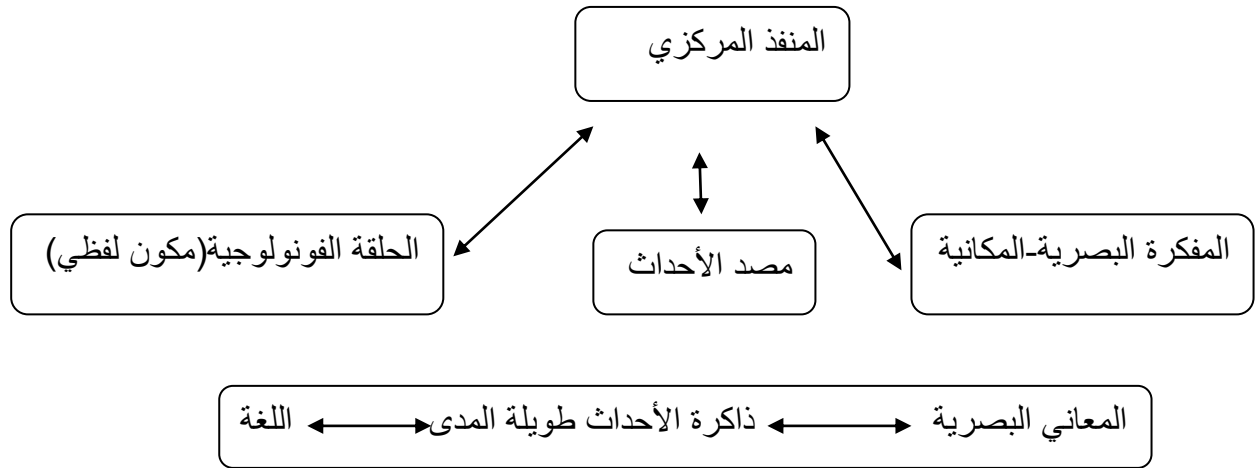 المنفذ المركزي
المفكرة البصرية-المكانية
مصد الأحداث
الحلقة الفونولوجية(مكون لفظي)
المعاني البصرية ذاكرة الأحداث طويلة المدى اللغة